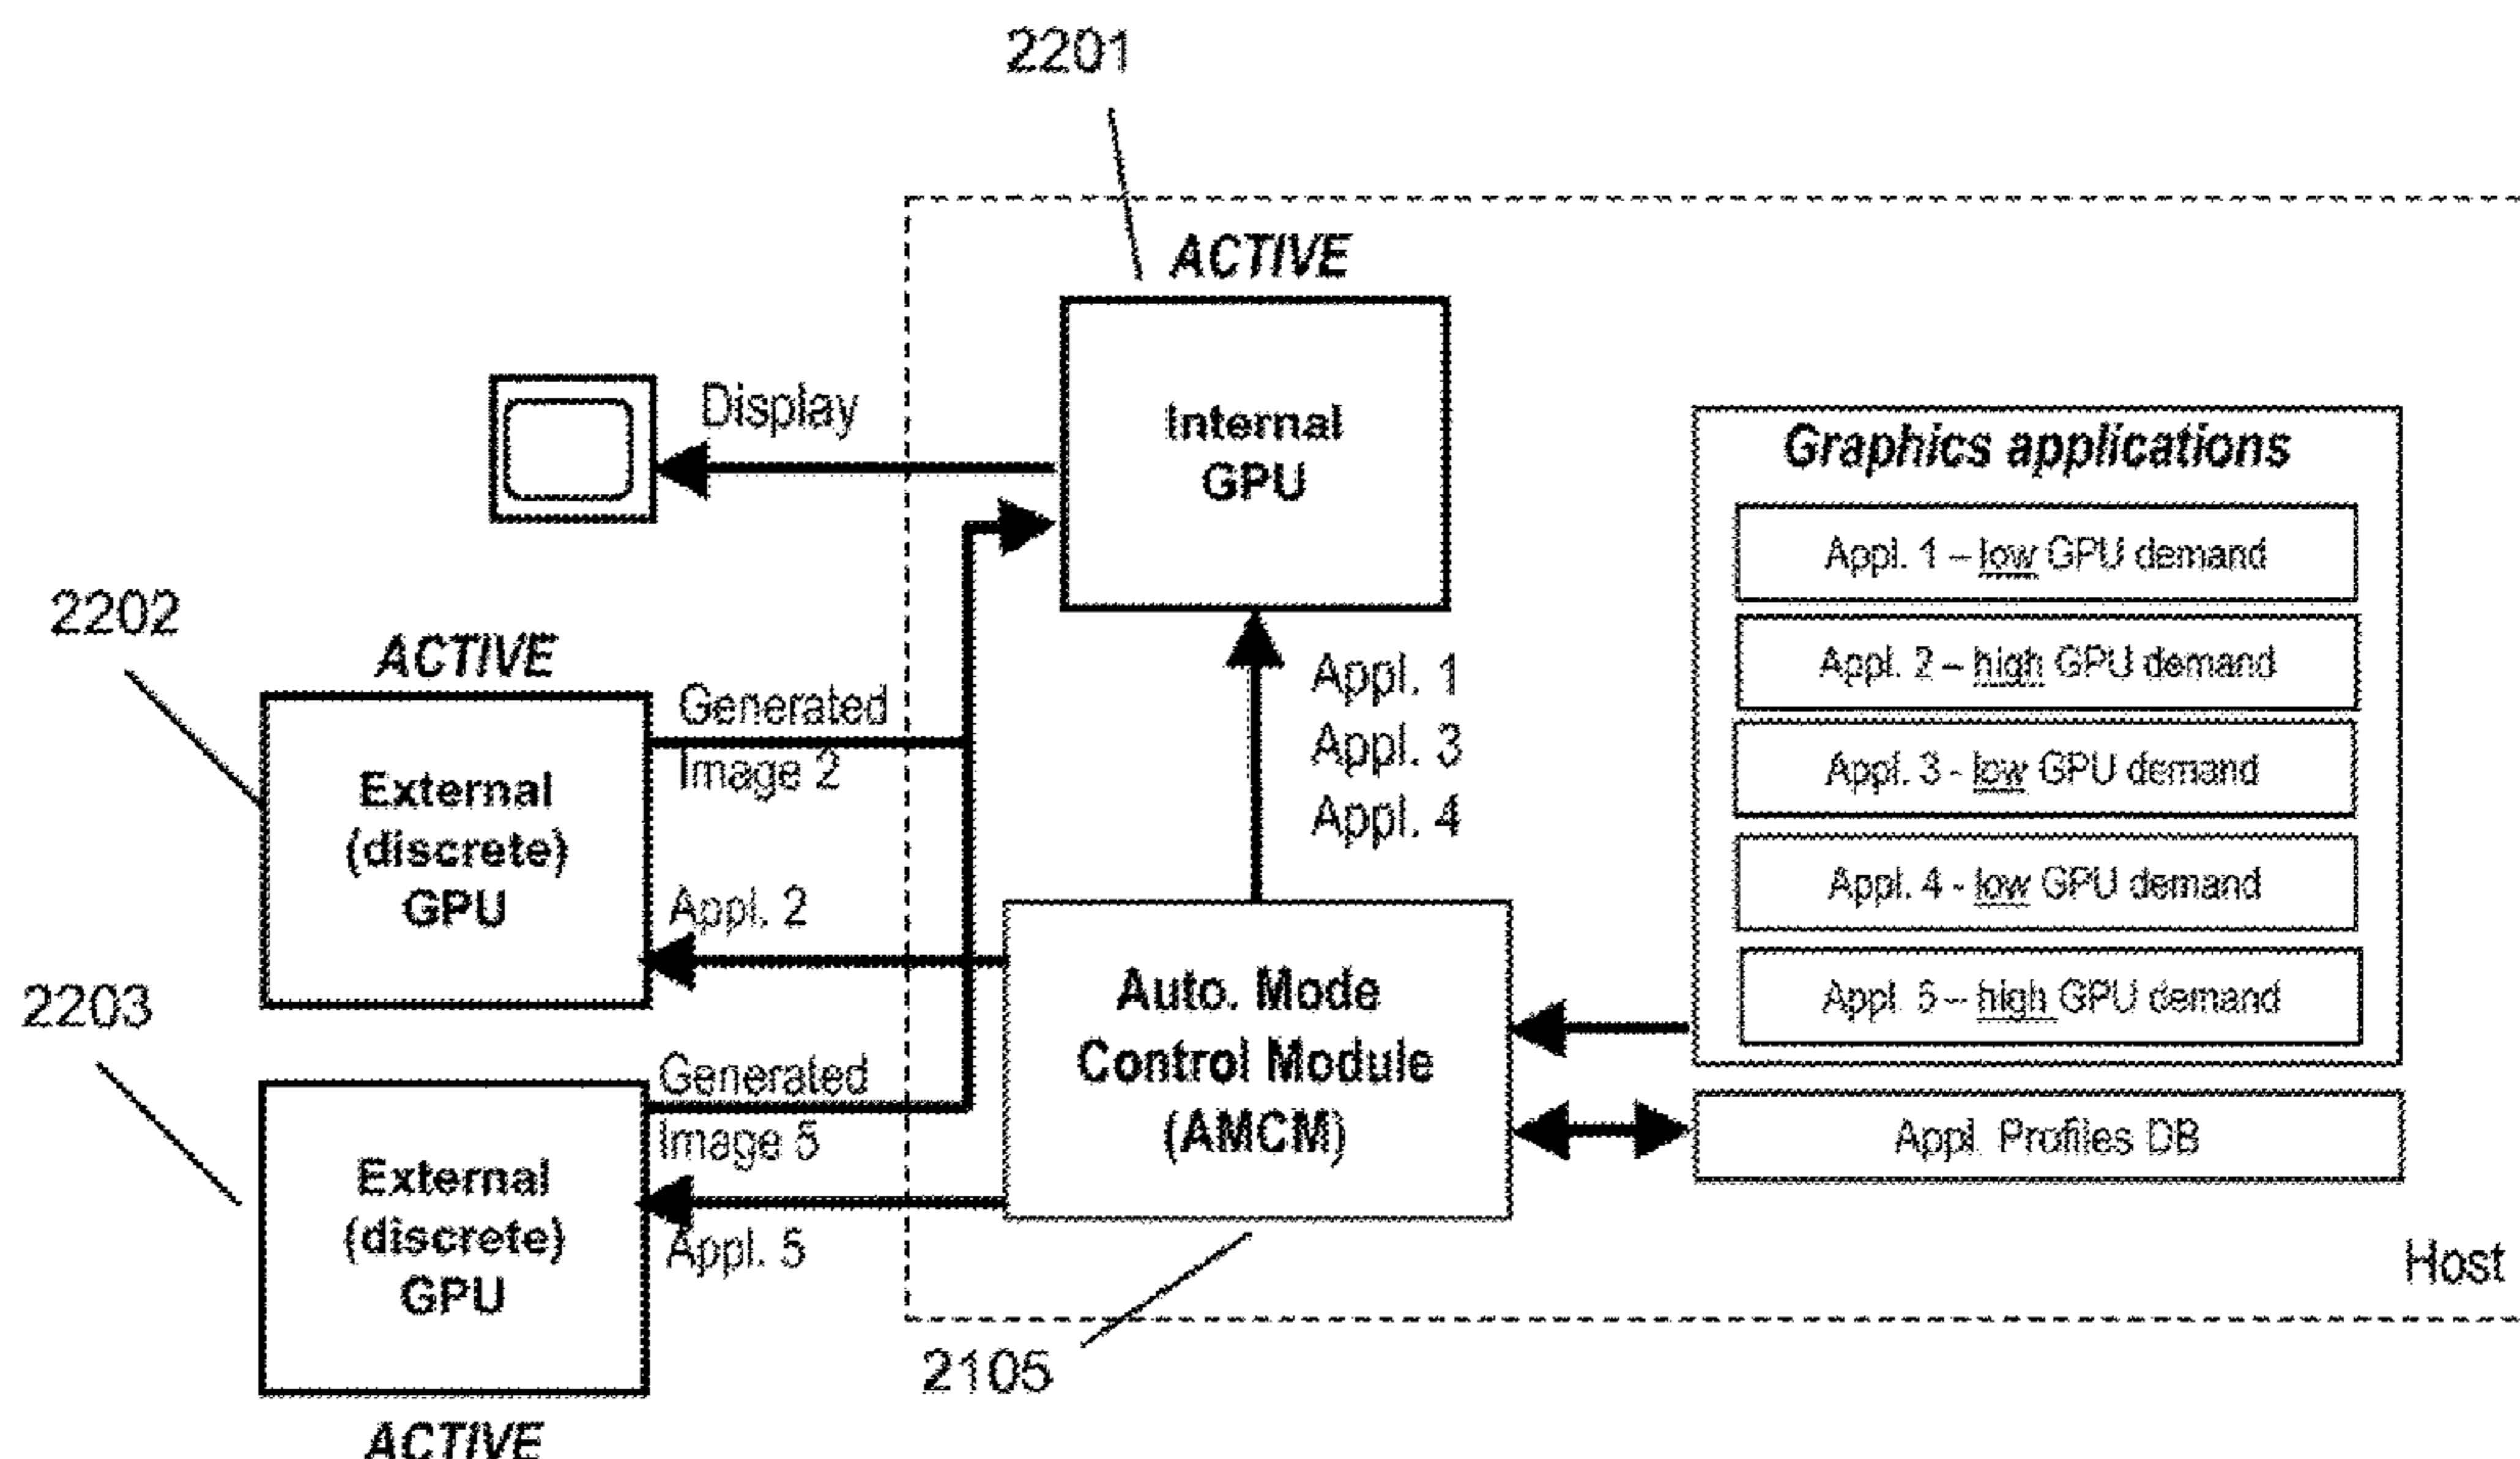 2201
ACTIVE
Internal
GPU
Display
Graphics applications
Appl. 1 – low GPU demand
Appl. 2 – high GPU demand
Appl. 3 - low GPU demand
Appl. 4 - low GPU demand
Appl. 5 – high GPU demand
2202
ACTIVE
External
(discrete)
GPU
Generated
Image 2
Appl. 2
Appl. 1
Appl. 3
Appl. 4
Auto. Mode
Control Module
(AMCM)
Appl. Profiles DB
2203
External
(discrete)
GPU
Generated
Image 5
Appl. 5
ACTIVE
2105
Host